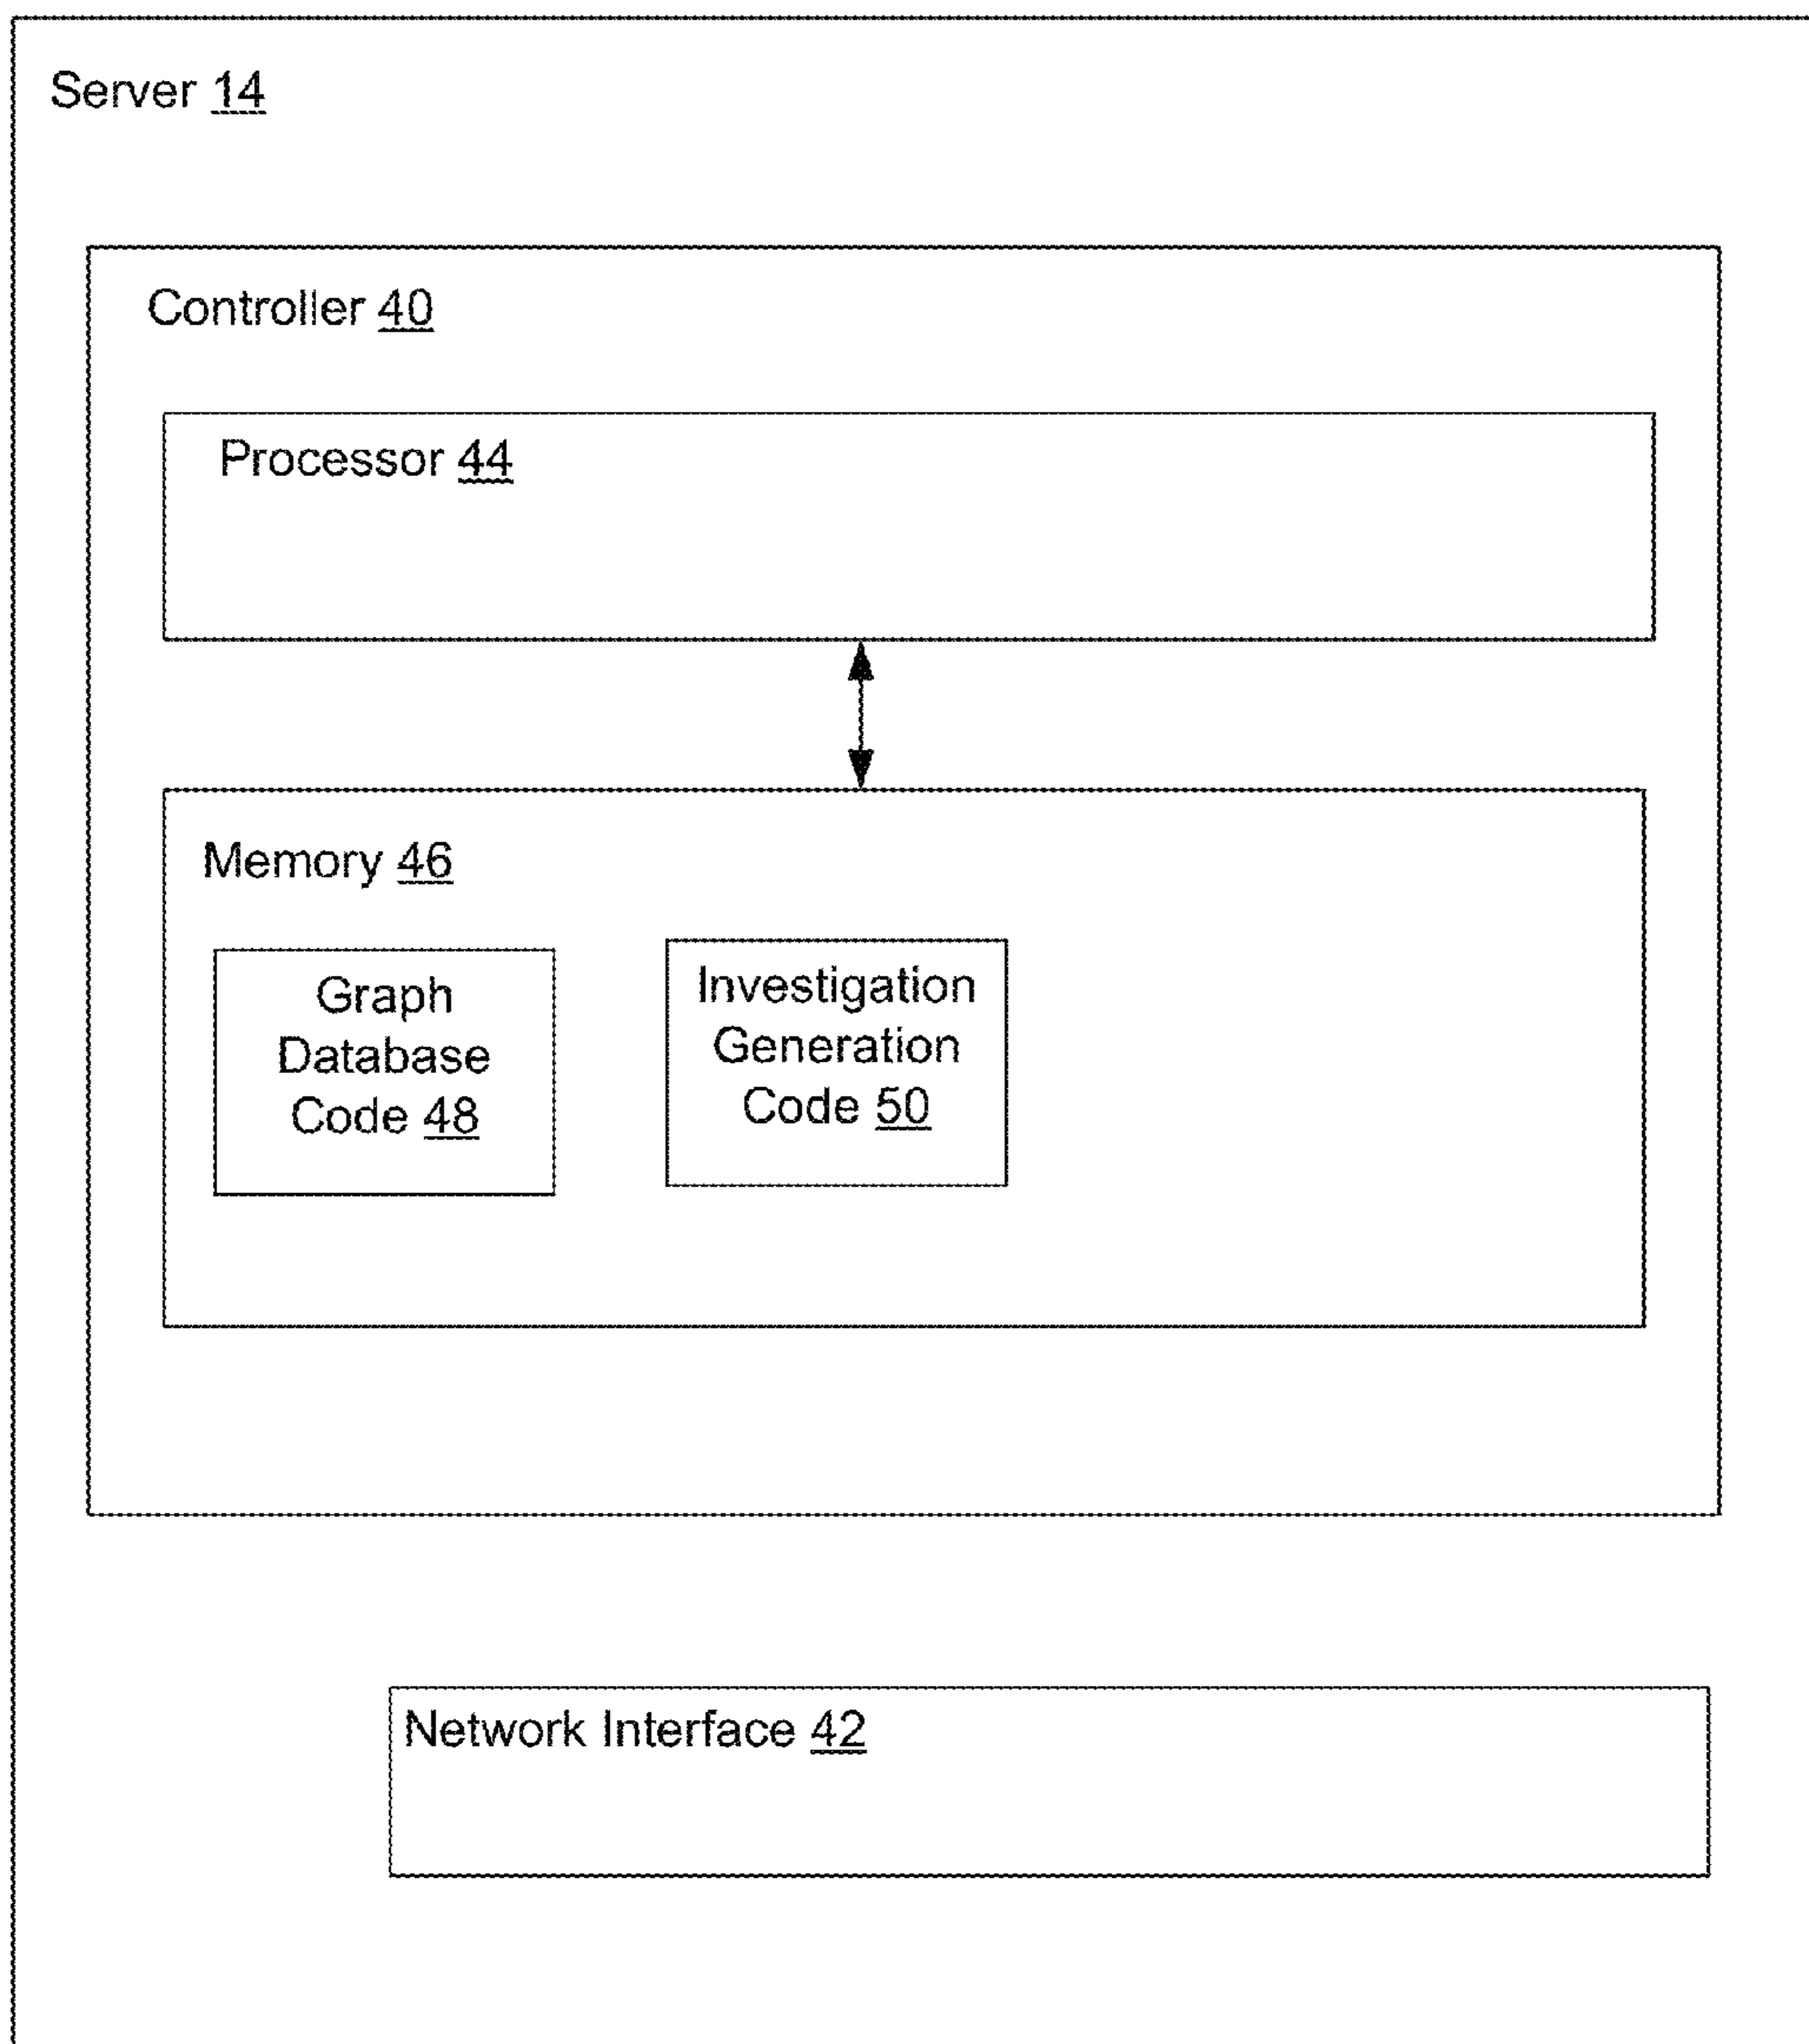 Server 14
Controller 40
Processor 44
Memory 46
Graph
Database
Code 48
Investigation
Generation
Code 50
Network Interface 42